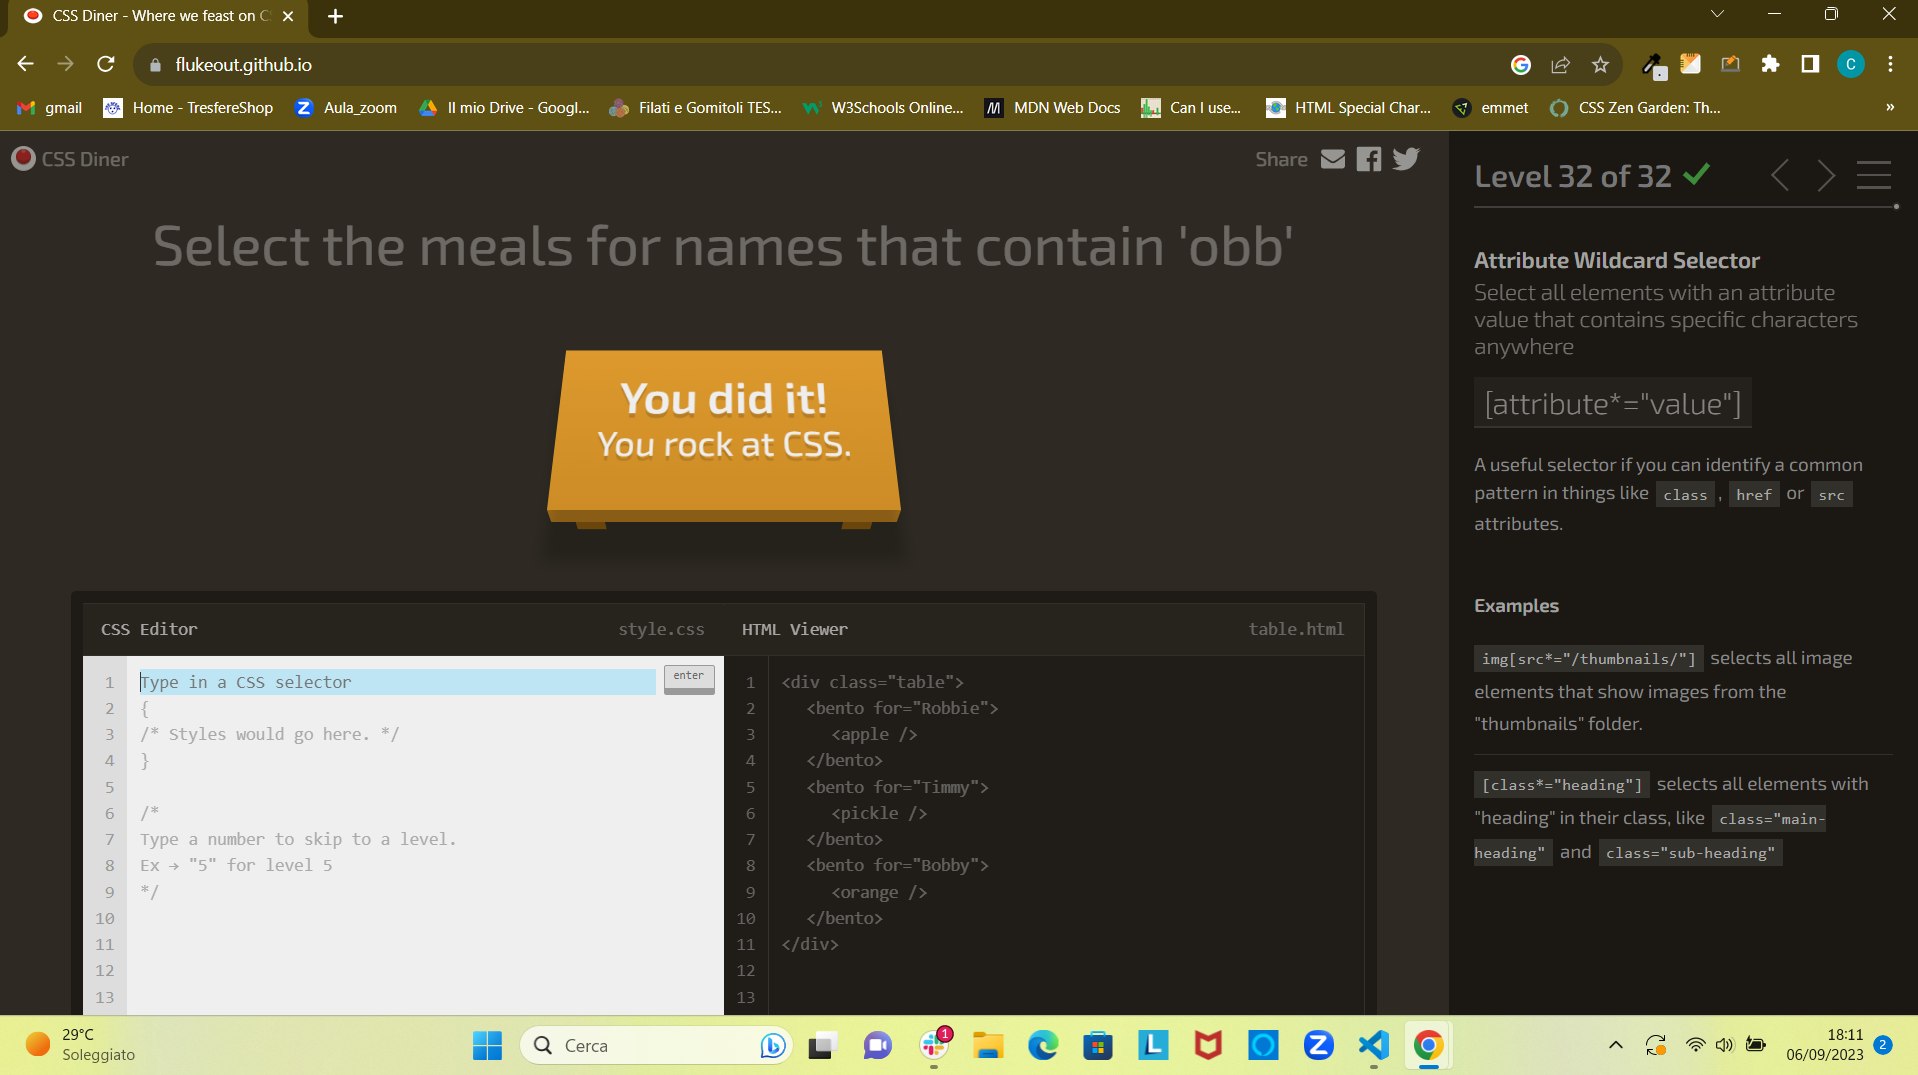 CSS Diner - Where we feast on C
flukeout.github.io
C
gmail
Home - TresfereShop
Aula_zoom
Il mio Drive - Googl...
Filati e Gomitoli TES...
W3Schools Online...
MDN Web Docs
Can I use...
HTML Special Char...
emmet
CSS Zen Garden: Th...
»
CSS Diner
Share
Select the meals for names that contain 'obb'
You did it!
You rock at CSS.
CSS Editor
style.css
1 Type in a CSS selector
enter
2 {
3 /* Styles would go here. */
4 }
5
6 /*
7 Type a number to skip to a level.
8 Ex → "5" for level 5
9 */
10
11
12
13
HTML Viewer
table.html
1 <div class="table">
2 <bento for="Robbie">
3 <apple />
4 </bento>
5 <bento for="Timmy">
6 <pickle />
7 </bento>
8 <bento for="Bobby">
9 <orange />
10 </bento>
11 </div>
12
13
Level 32 of 32
Attribute Wildcard Selector
Select all elements with an attribute
value that contains specific characters
anywhere
[attribute*="value"]
A useful selector if you can identify a common
pattern in things like class , href or src
attributes.
Examples
img[src*="/thumbnails/"] selects all image
elements that show images from the
"thumbnails" folder.
[class*="heading"] selects all elements with
"heading" in their class, like class="main-
heading" and class="sub-heading"
29°C
Soleggiato
Cerca
1
L
Z
18:11
06/09/2023
2